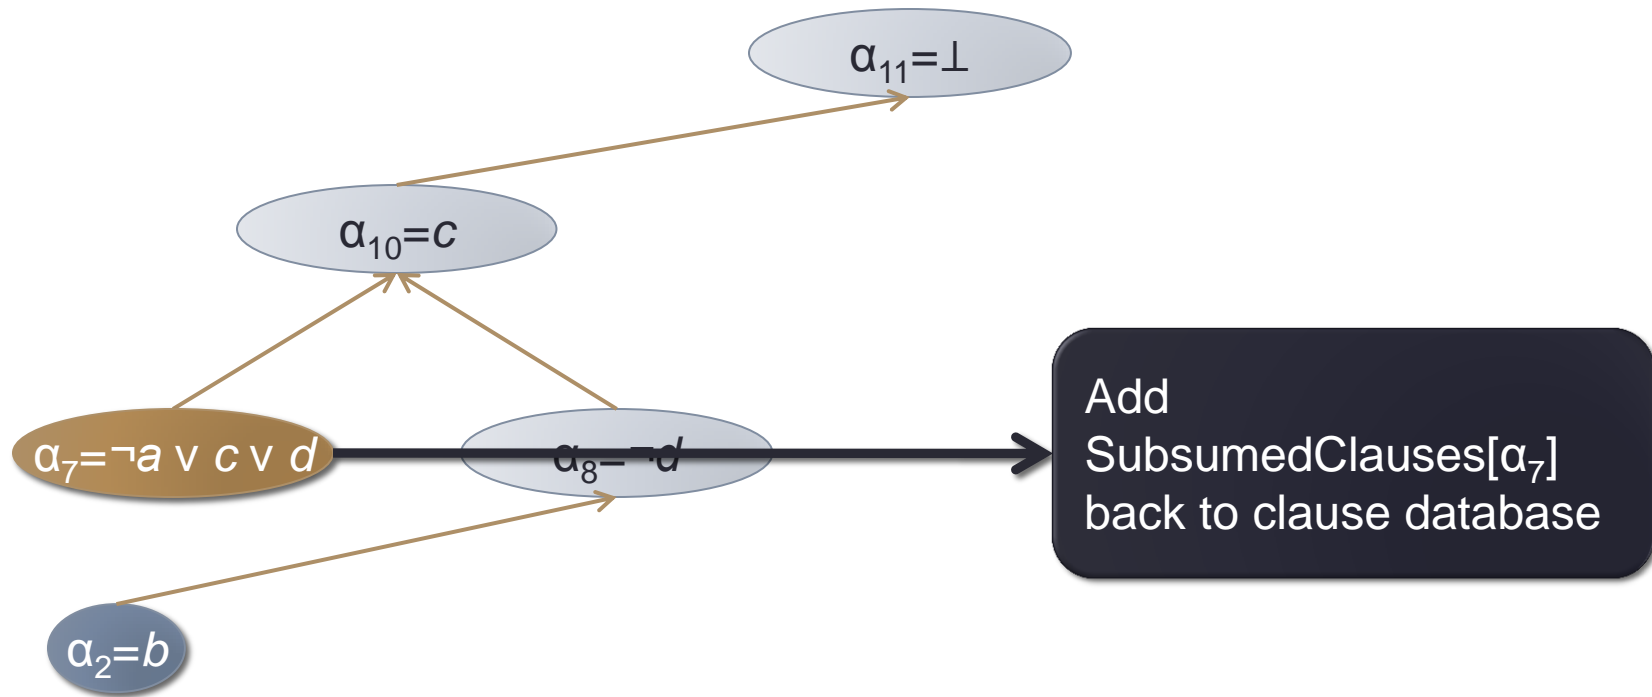 α₁₁=⊥
α₁₀=c
α₇=¬a ∨ c ∨ d
α₈=¬d
Add
SubsumedClauses[α₇]
back to clause database
α₂=b